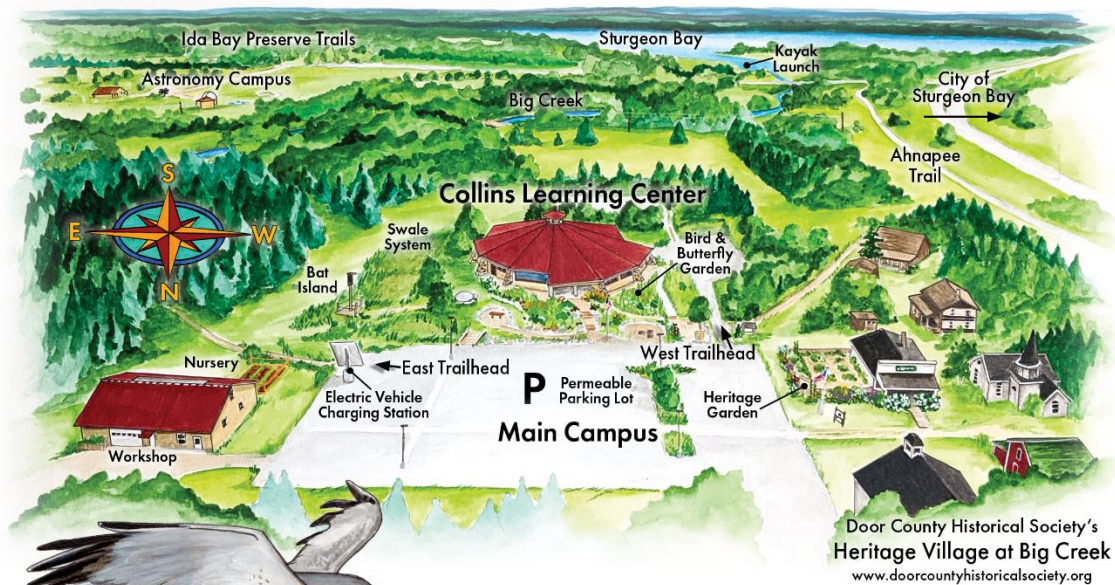 Ida Bay Preserve Trails
Sturgeon Bay
Kayak
Launch
Astronomy Campus
City of
Sturgeon Bay
Big Creek
Ahnapee
Trail
S
E
W
N
Collins Learning Center
Swale
System
Bird &
Butterfly
Garden
Bat
Island
Nursery
East Trailhead
West Trailhead
Electric Vehicle
Charging Station
P
Permeable
Parking Lot
Heritage
Garden
Main Campus
Workshop
Door County Historical Society's
Heritage Village at Big Creek
www.doorcountyhistoricalsociety.org